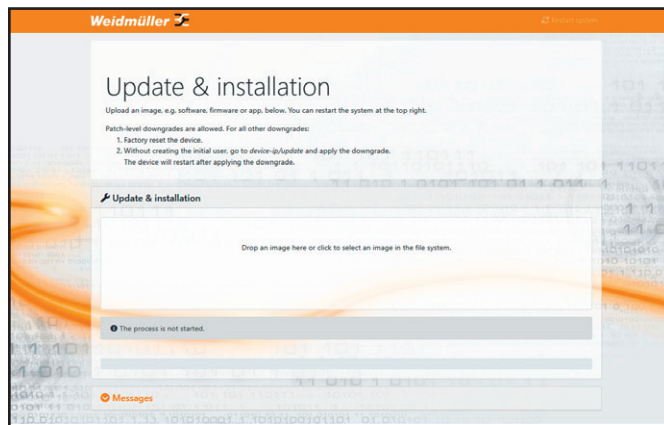 Weidmüller
Restart system
Update & installation
Upload an image, e.g. software, firmware or app, below. You can restart the system at the top right.
Patch-level downgrades are allowed. For all other downgrades:
1. Factory reset the device.
2. Without creating the initial user, go to device-ip/update and apply the downgrade.
The device will restart after applying the downgrade.
Update & installation
Drop an image here or click to select an image in the file system.
The process is not started.
Messages